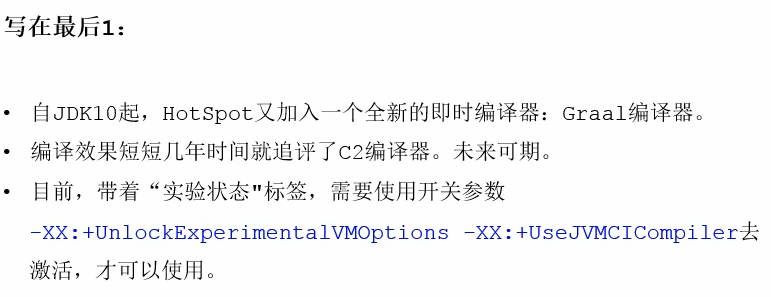 写在最后1：
• 自JDK10起，HotSpot又加入一个全新的即时编译器：Graal编译器。
• 编译效果短短几年时间就追评了C2编译器。未来可期。
• 目前，带着“实验状态"标签，需要使用开关参数
-XX:+UnlockExperimentalVMOptions -XX:+UseJVMCICompiler去
激活，才可以使用。